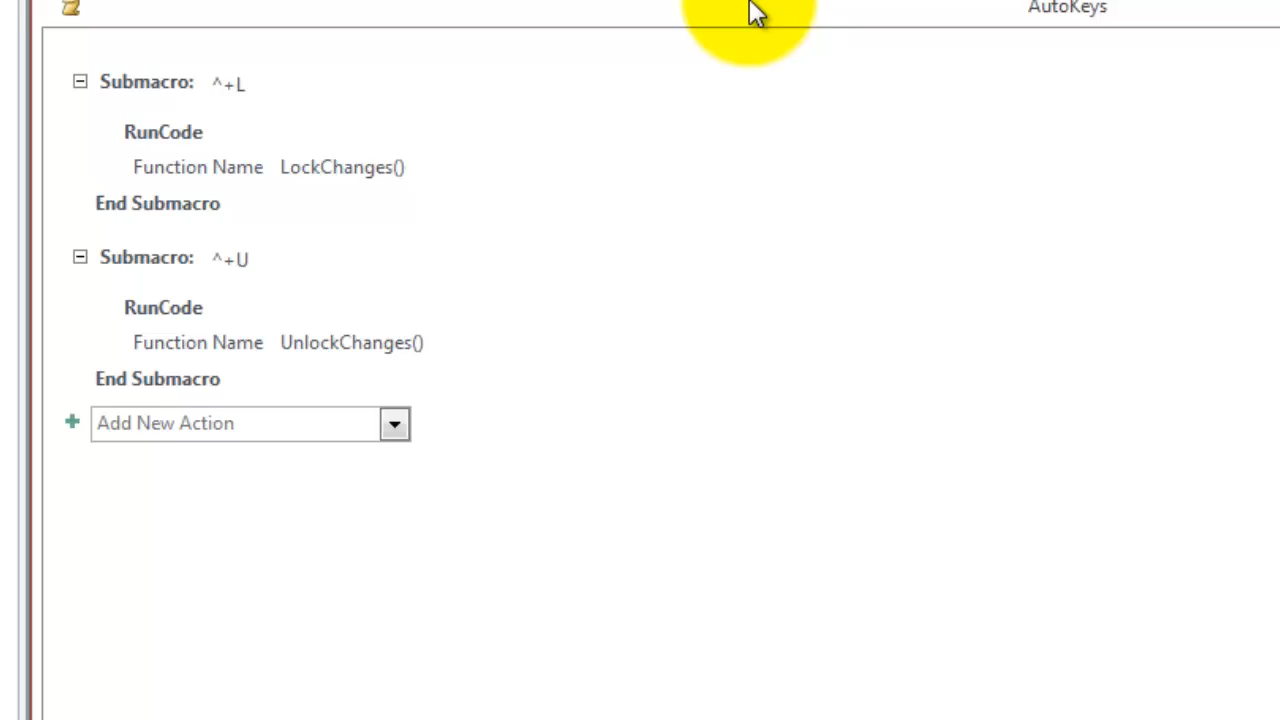 AutoKeys
Submacro: ^+L
RunCode
Function Name LockChanges()
End Submacro
Submacro: ^+U
RunCode
Function Name UnlockChanges()
End Submacro
Add New Action